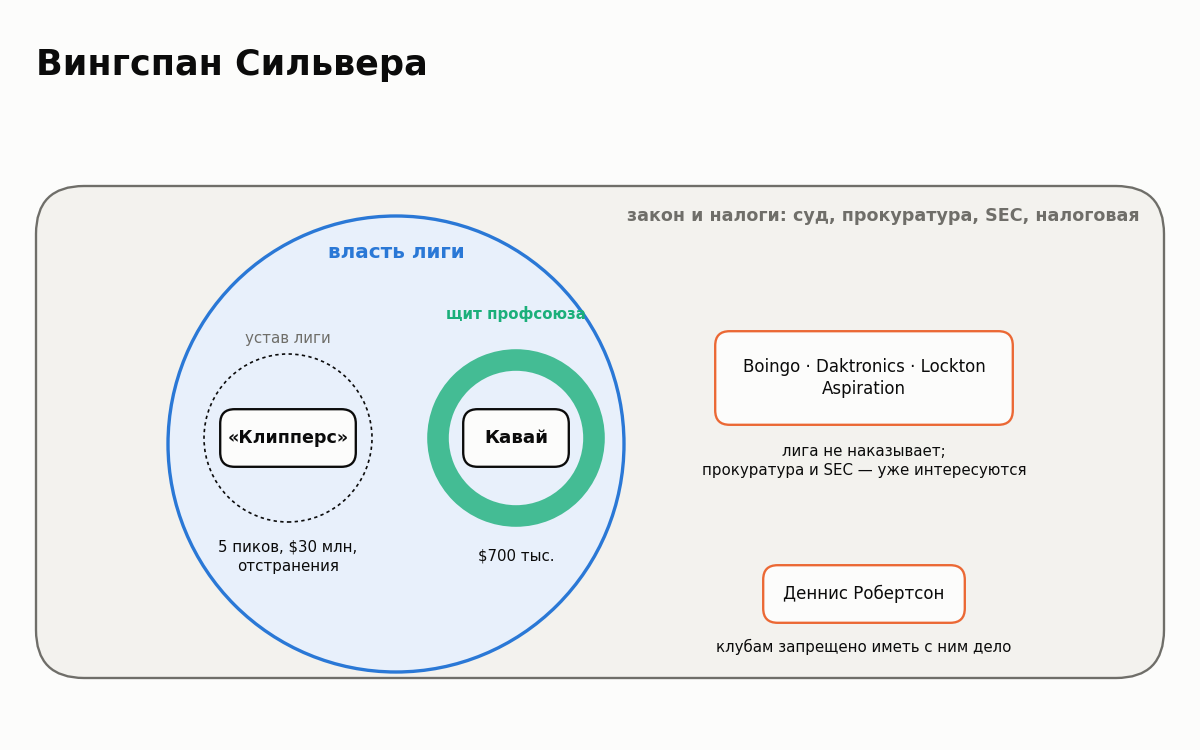 Вингспан Сильвера
закон и налоги: суд, прокуратура, SEC, налоговая
власть лиги
щит профсоюза
устав лиги
«Клипперс»
Кавай
5 пиков, $30 млн,
отстранения
$700 тыс.
Boingo · Daktronics · Lockton
Aspiration
лига не наказывает;
прокуратура и SEC — уже интересуются
Деннис Робертсон
клубам запрещено иметь с ним дело